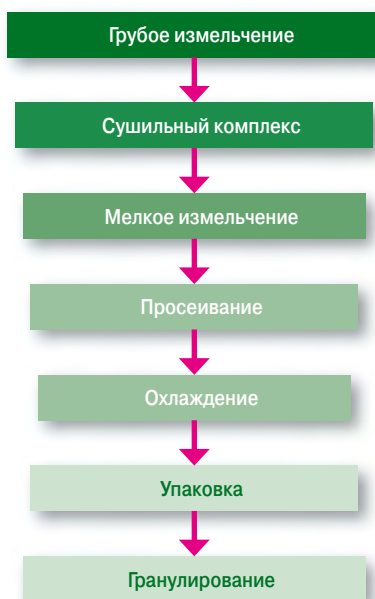 Грубое измельчение
Сушильный комплекс
Мелкое измельчение
Просеивание
Охлаждение
Упаковка
Гранулирование